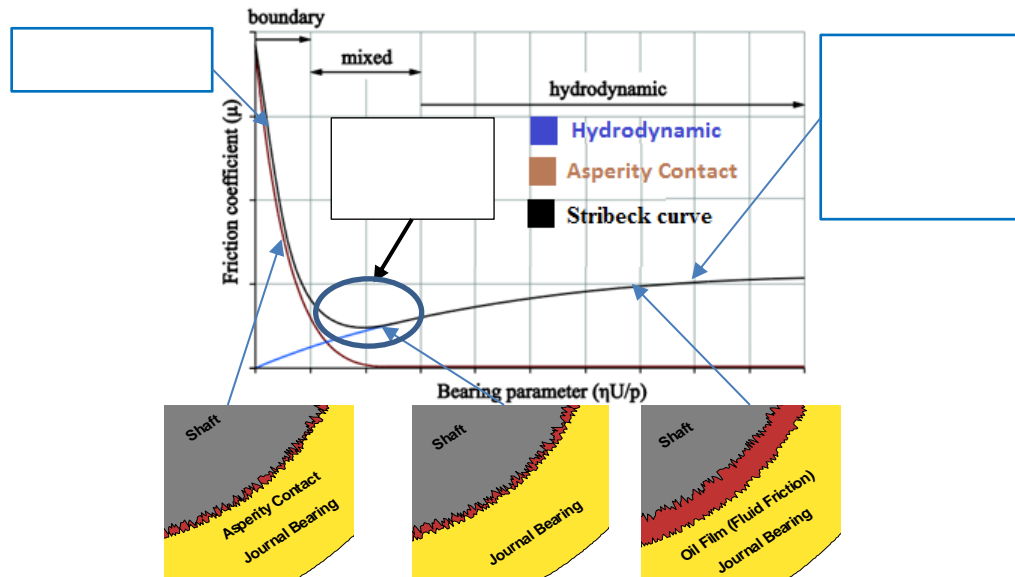 boundary
mixed
hydrodynamic
Hydrodynamic
Asperity Contact
Stribeck curve
Friction coefficient (μ)
Bearing parameter (ηU/p)
Shaft
Asperity Contact
Journal Bearing
Shaft
Journal Bearing
Shaft
Oil Film (Fluid Friction)
Journal Bearing